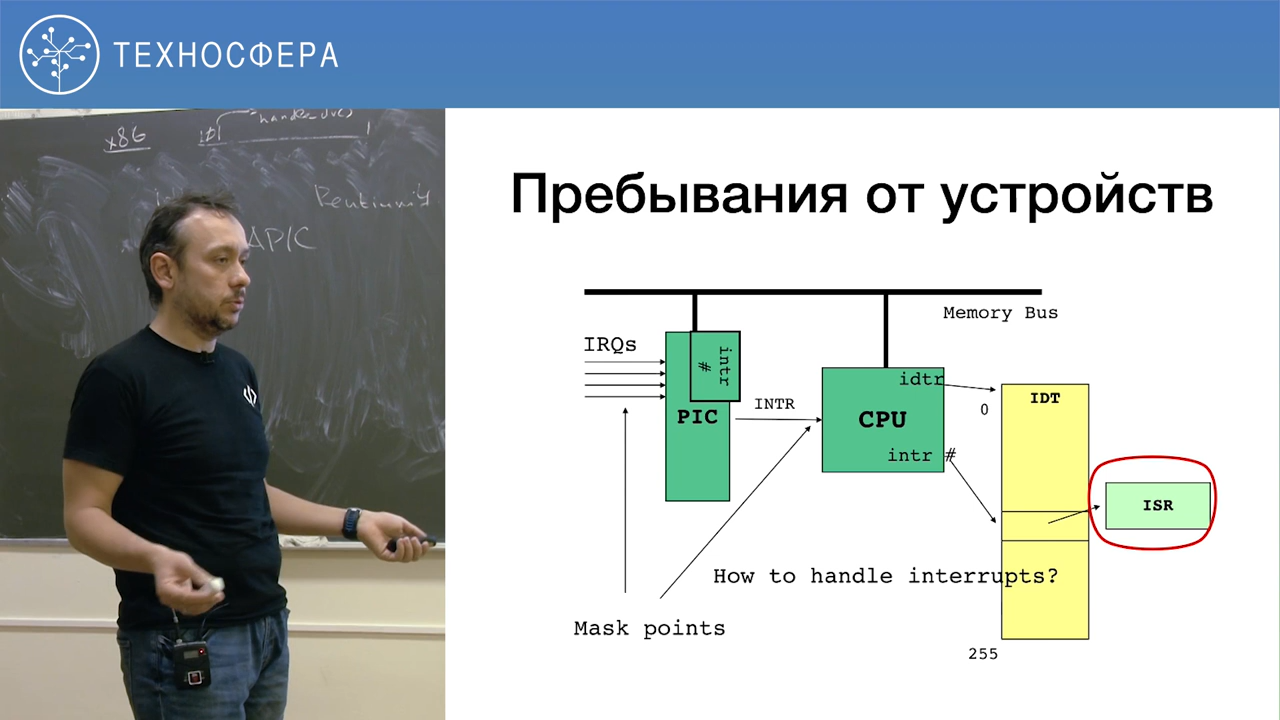 ТЕХНОСФЕРА
x86
APIC
Пребывания от устройств
Memory Bus
IRQs
intr
#
PIC
INTR
idtr
CPU
intr #
0
IDT
ISR
How to handle interrupts?
Mask points
255